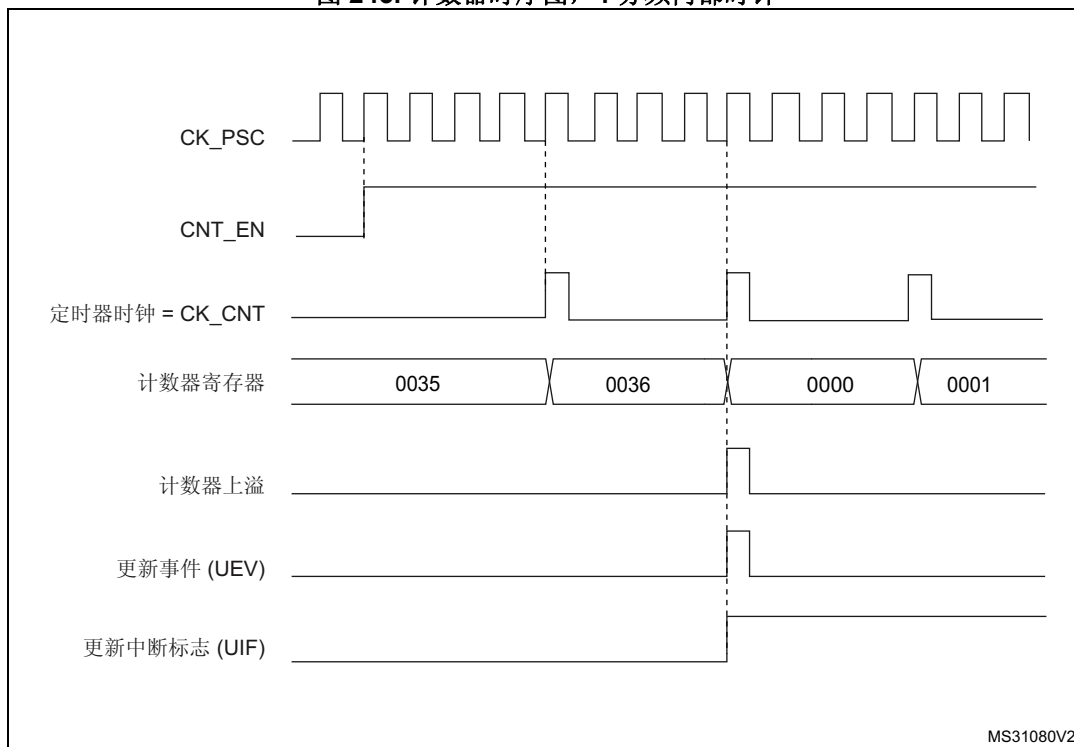 CK_PSC
CNT_EN
定时器时钟 = CK_CNT
计数器寄存器 0035 0036 0000 0001
计数器上溢
更新事件 (UEV)
更新中断标志 (UIF)
MS31080V2